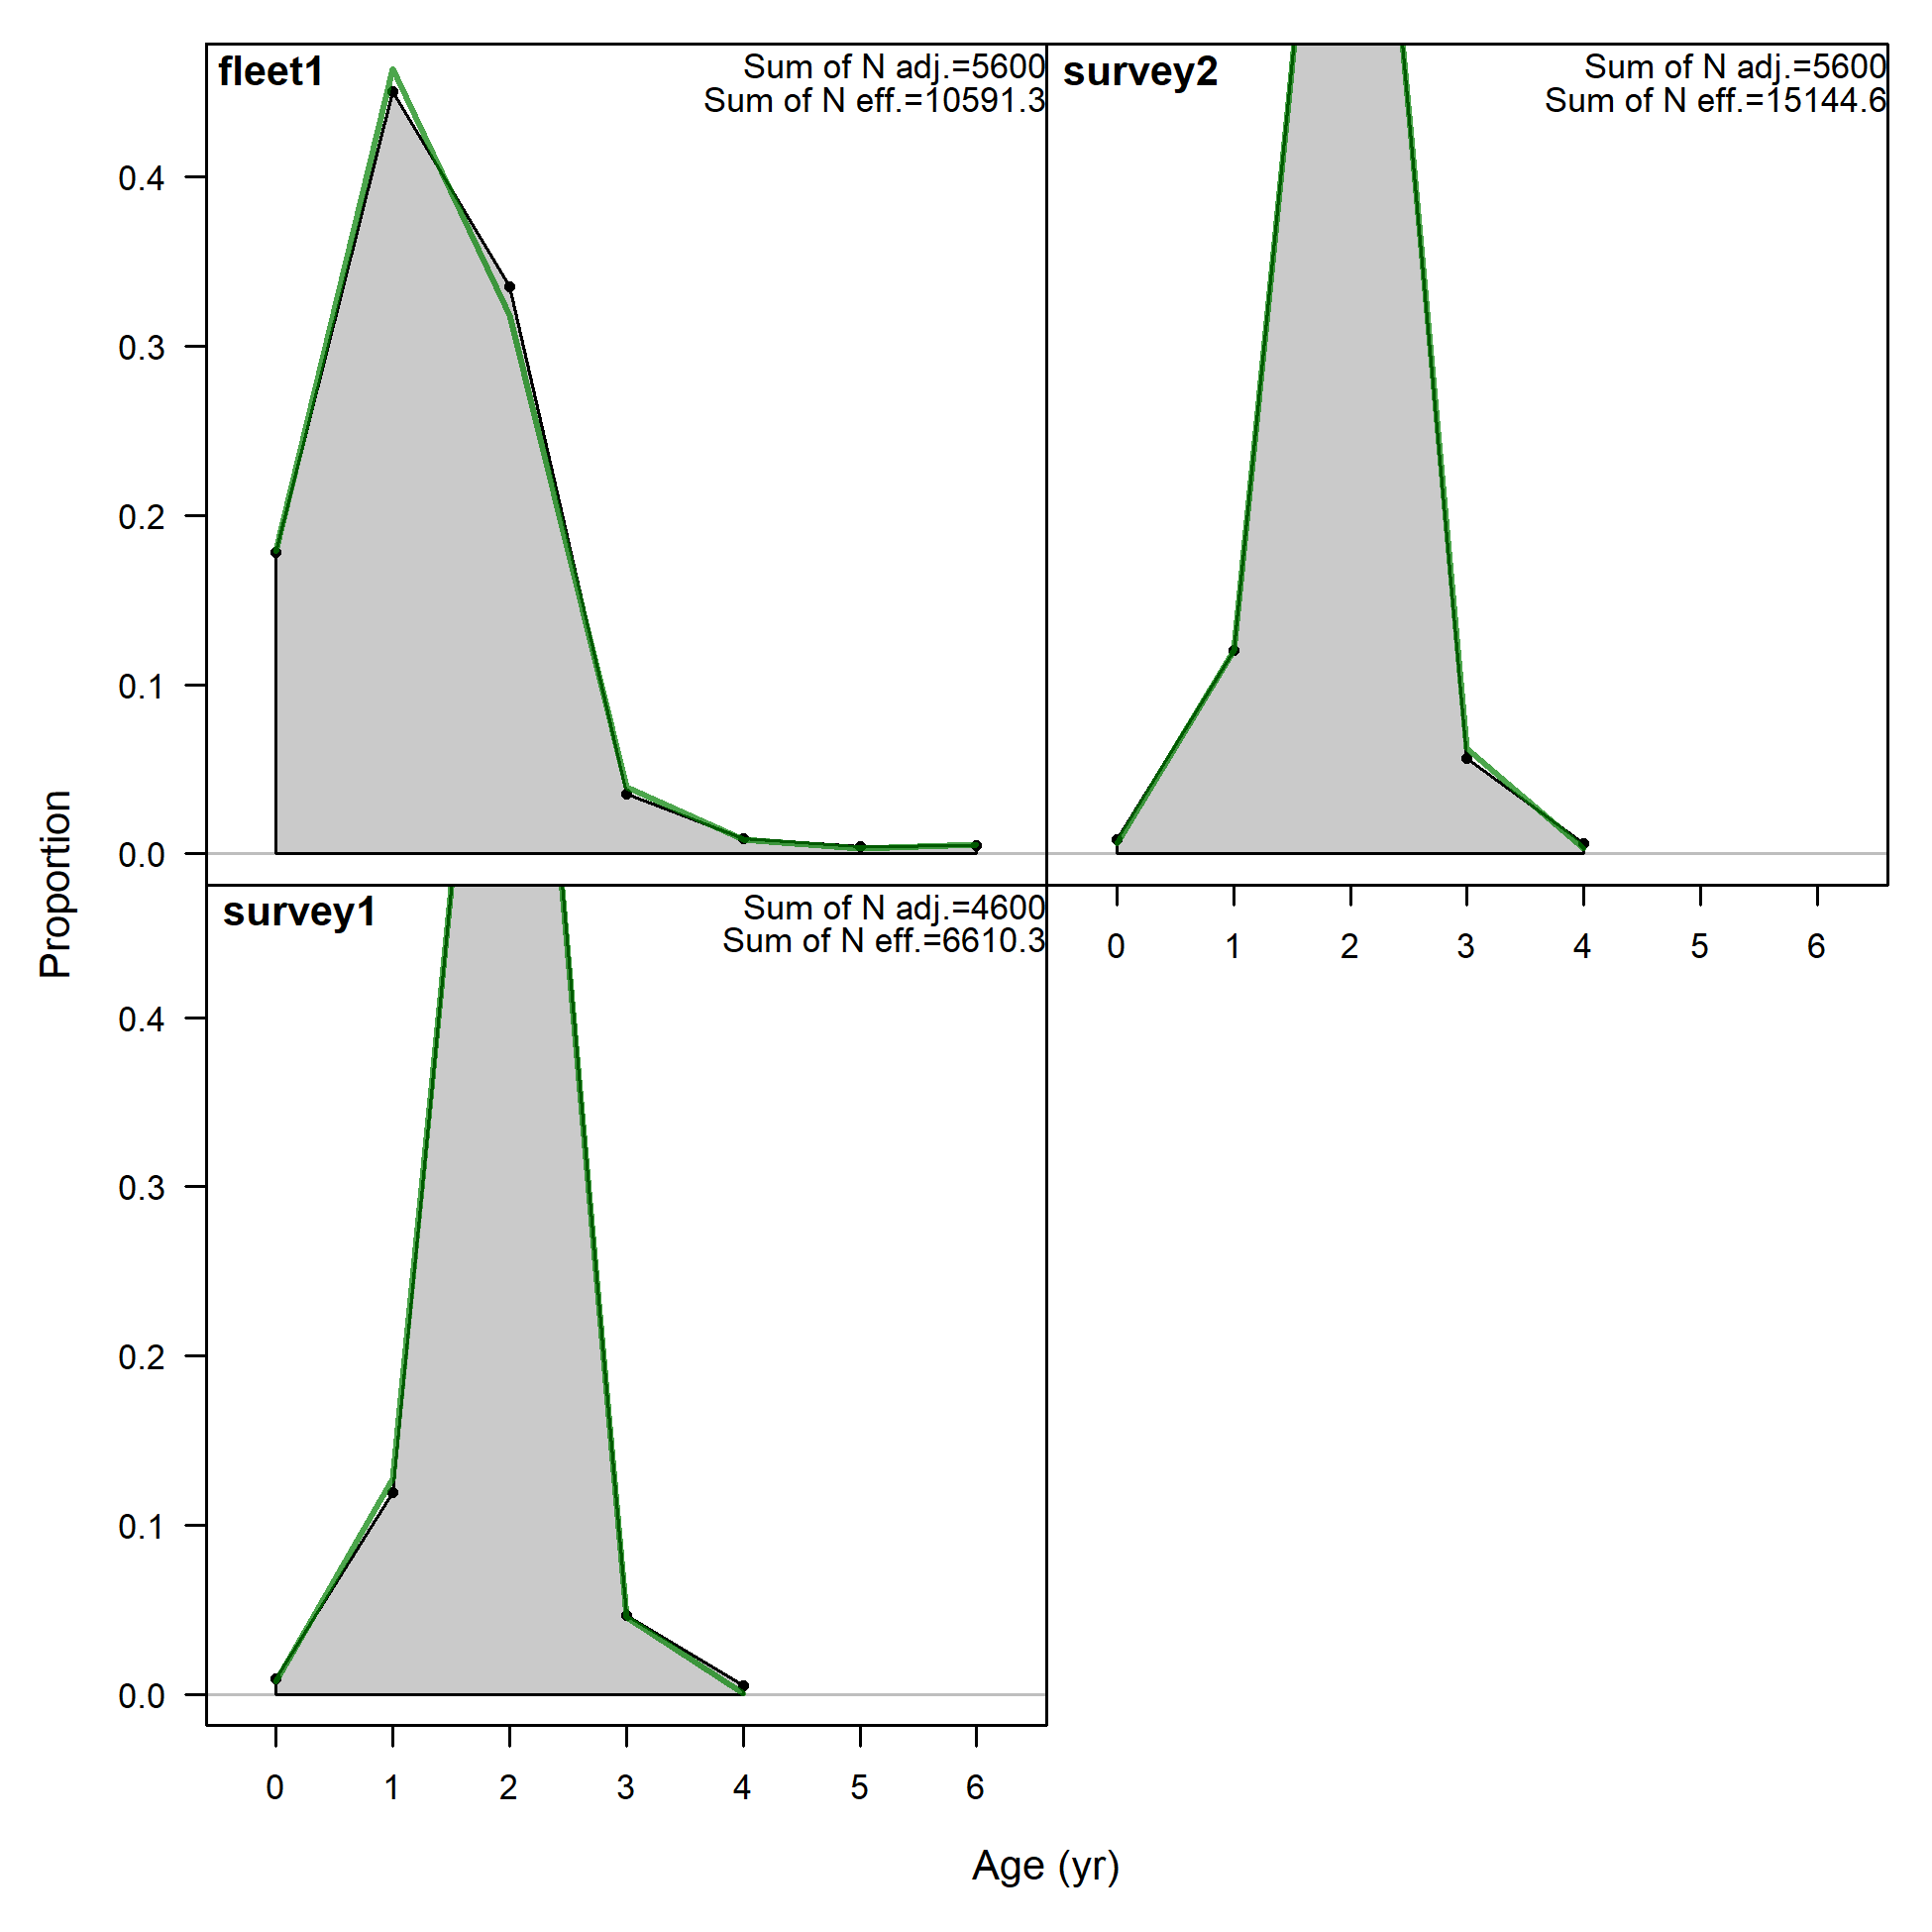 fleet1
Sum of N adj.=5600
Sum of N eff.=10591.3
survey2
Sum of N adj.=5600
Sum of N eff.=15144.6
0.4
0.3
0.2
0.1
0.0
0 1 2 3 4 5 6
survey1
Sum of N adj.=4600
Sum of N eff.=6610.3
0.4
0.3
0.2
0.1
0.0
0 1 2 3 4 5 6
Proportion
Age (yr)